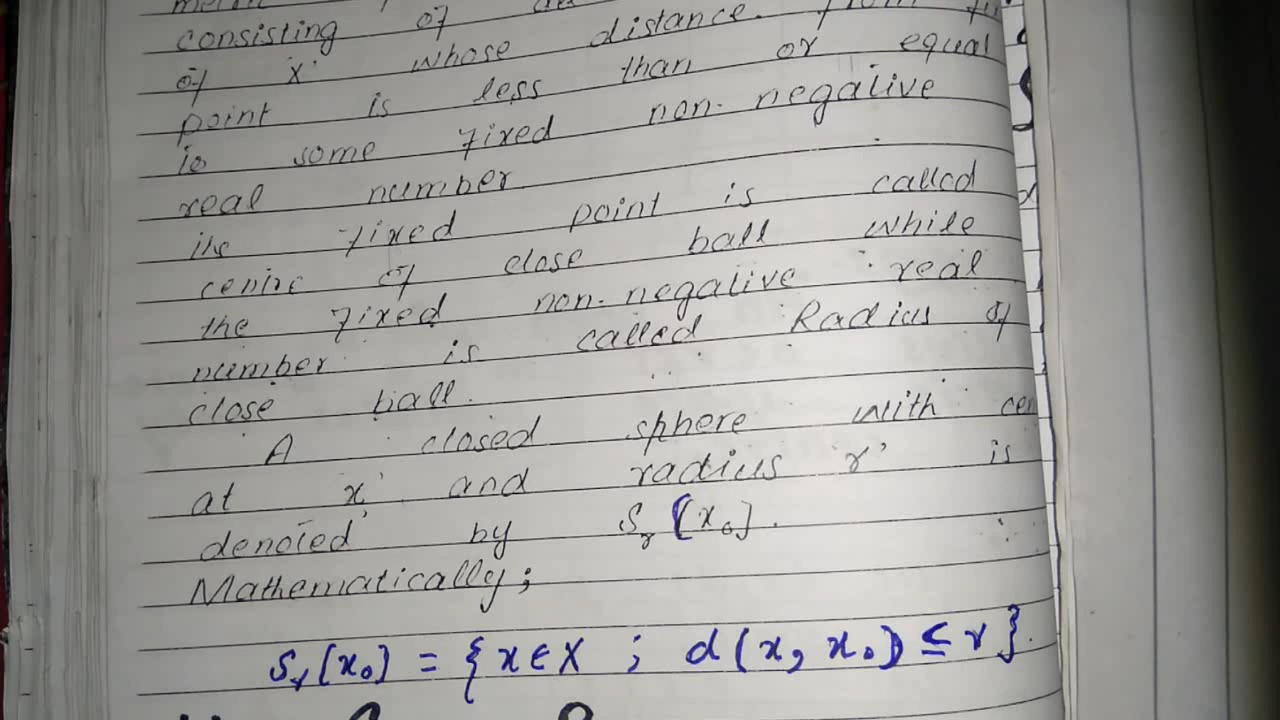 consisting of
of X' whose distance from
point is less than or equal
to some fixed non-negative
real number.
the fixed point is called
centre of close ball while
the fixed non-negative real
number is called Radius of
close ball.
A closed sphere with cen
at x' and radius r' is
denoted by Sr[x0].
Mathematically;
Sr[x0] = {x ∈ X ; d(x, x0) ≤ r}.